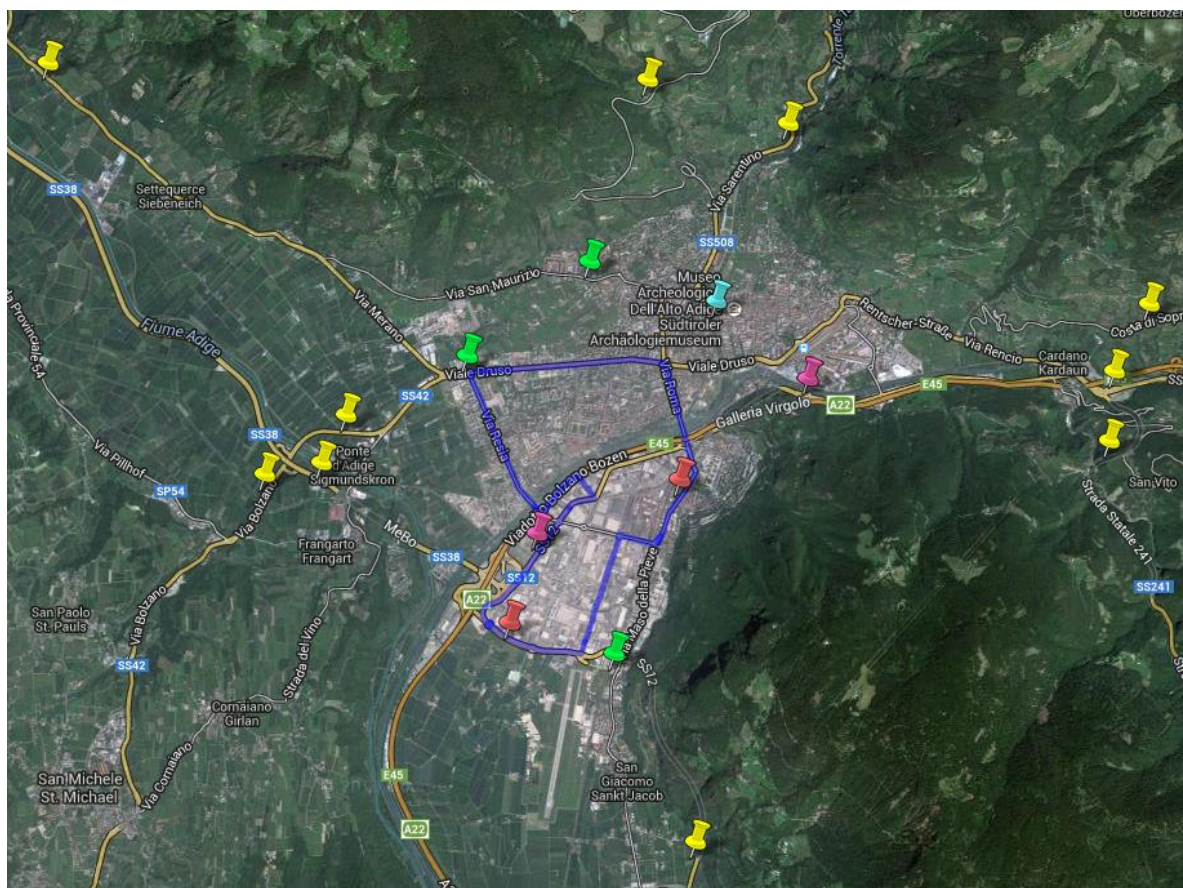 Oberbozen
Torrente T
SS38
Settequerce
Siebeneich
Via Sarentino
SS508
Via San Maurizio
Museo
Archeologico
Dell'Alto Adige
Südtiroler
Archäologiemuseum
Via Merano
Fiume Adige
Provinciale 54
Rentscher-Straße
Via Rencio
Costa di Sopr
Cardano
Kardaun
Viale Druso
Viale Druso
SS42
Via Roma
E45
A22
Galleria Virgolo
Via Resia
E45
SS38
Ponte
d'Adige
Sigmundskron
Via Pillhof
SP54
Via Bolzano
Viadotto Bolzano Bozen
San Vito
MeBo
SS38
SS12
Frangarto
Frangart
SS12
A22
Via Maso della Pieve
Strada Statale 241
SS241
San Paolo
St. Pauls
Via Bolzano
SS42
Strada del Vino
SS12
Cornaiano
Girlan
San Michele
St. Michael
Via Cornaiano
E45
San
Giacomo
Sankt Jacob
A22